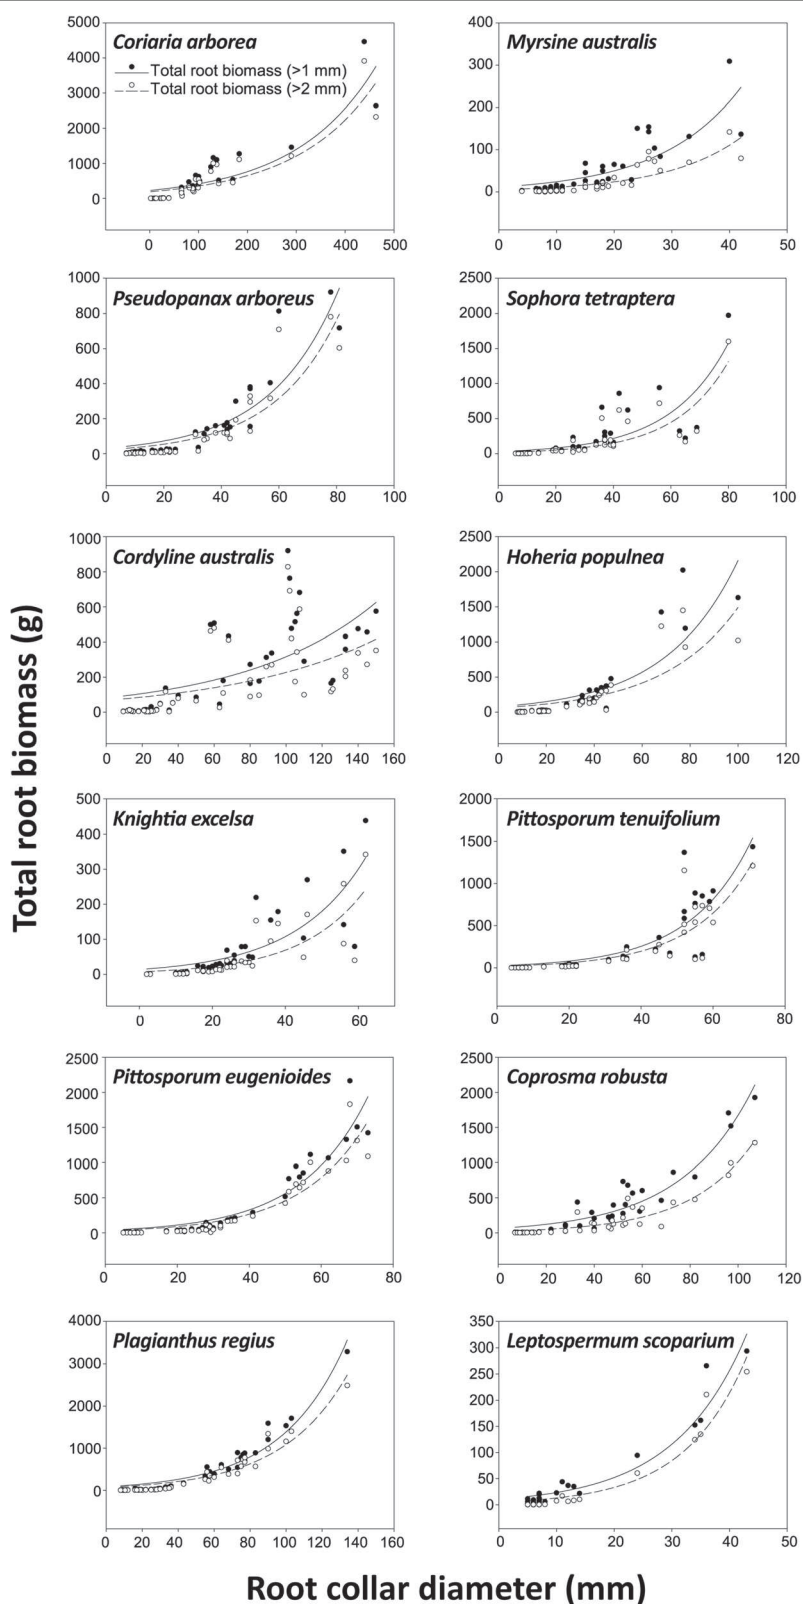 Total root biomass (g)
Coriaria arborea
Total root biomass (>1 mm)
Total root biomass (>2 mm)
5000
4000
3000
2000
1000
0
0 100 200 300 400 500
Myrsine australis
400
300
200
100
0
0 10 20 30 40 50
Pseudopanax arboreus
1000
800
600
400
200
0
0 20 40 60 80 100
Sophora tetraptera
2500
2000
1500
1000
500
0
0 20 40 60 80 100
Cordyline australis
1000
800
600
400
200
0
0 20 40 60 80 100 120 140 160
Hoheria populnea
2500
2000
1500
1000
500
0
0 20 40 60 80 100 120
Knightia excelsa
500
400
300
200
100
0
0 20 40 60
Pittosporum tenuifolium
2000
1500
1000
500
0
0 20 40 60 80
Pittosporum eugenioides
2500
2000
1500
1000
500
0
0 20 40 60 80
Coprosma robusta
2500
2000
1500
1000
500
0
0 20 40 60 80 100 120
Plagianthus regius
4000
3000
2000
1000
0
0 20 40 60 80 100 120 140 160
Leptospermum scoparium
350
300
250
200
150
100
50
0
0 10 20 30 40 50
Root collar diameter (mm)